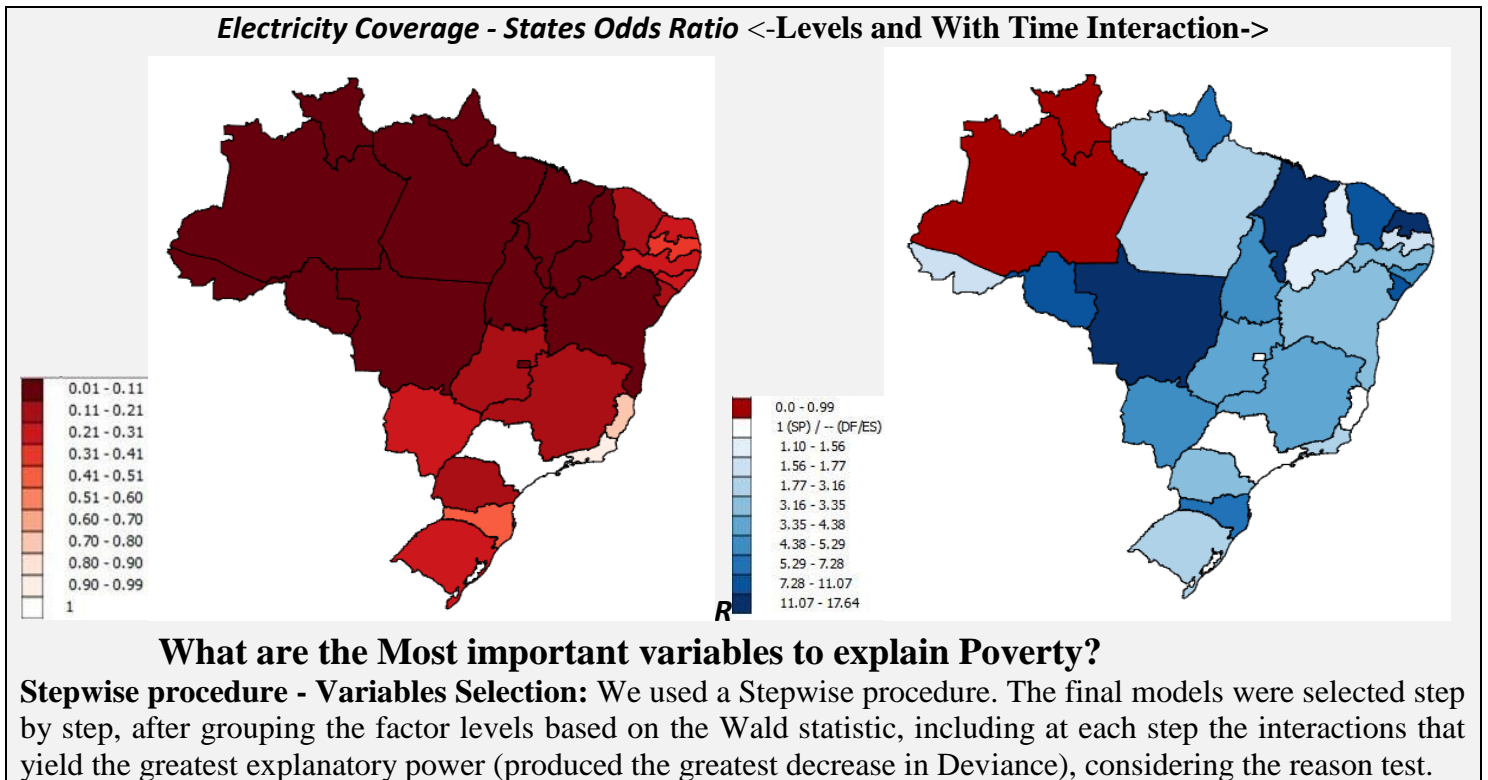 Electricity Coverage - States Odds Ratio <-Levels and With Time Interaction->
0.01 - 0.11
0.11 - 0.21
0.21 - 0.31
0.31 - 0.41
0.41 - 0.51
0.51 - 0.60
0.60 - 0.70
0.70 - 0.80
0.80 - 0.90
0.90 - 0.99
1
0.0 - 0.99
1 (SP) / -- (DF/ES)
1.10 - 1.56
1.56 - 1.77
1.77 - 3.16
3.16 - 3.35
3.35 - 4.38
4.38 - 5.29
5.29 - 7.28
7.28 - 11.07
11.07 - 17.64
R
What are the Most important variables to explain Poverty?
Stepwise procedure - Variables Selection: We used a Stepwise procedure. The final models were selected step
by step, after grouping the factor levels based on the Wald statistic, including at each step the interactions that
yield the greatest explanatory power (produced the greatest decrease in Deviance), considering the reason test.